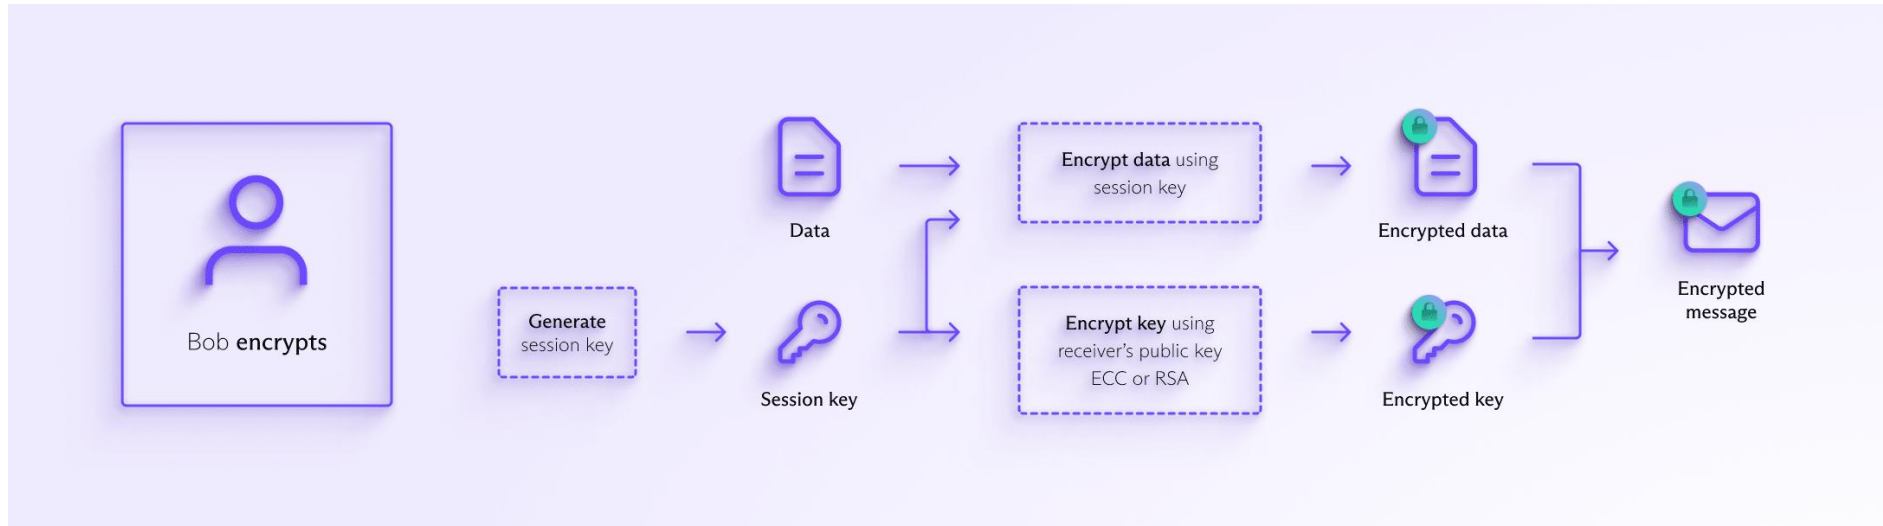 Bob encrypts
Generate
session key
Data
Session key
Encrypt data using
session key
Encrypt key using
receiver’s public key
ECC or RSA
Encrypted data
Encrypted key
Encrypted
message